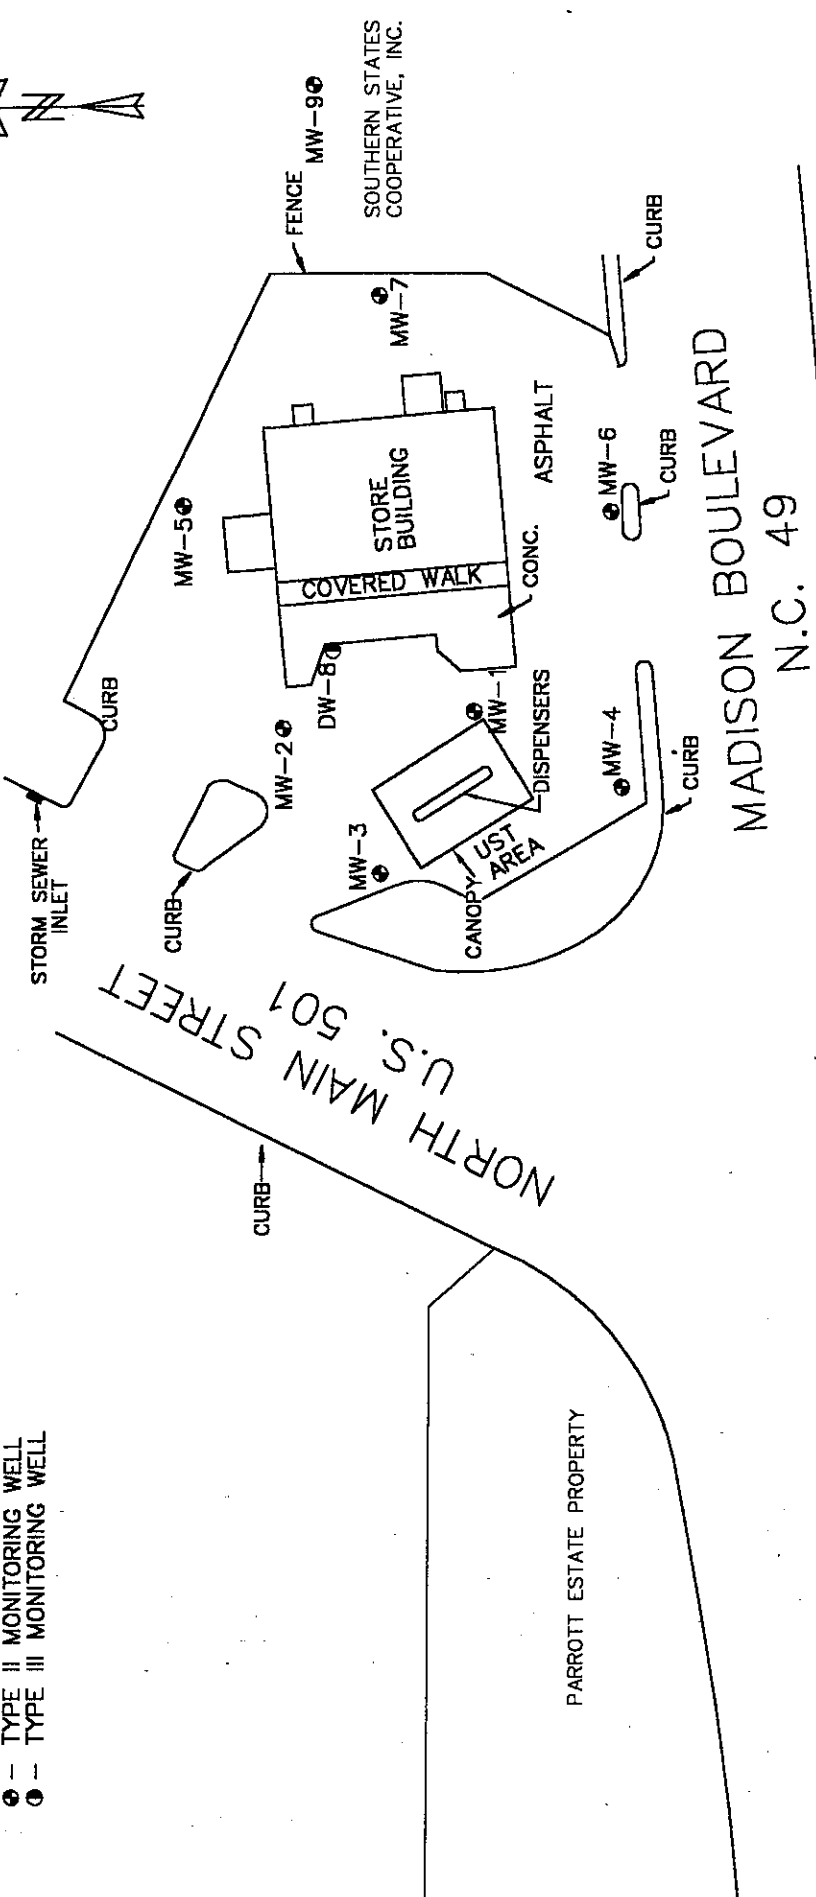 N
MW-9
SOUTHERN STATES
COOPERATIVE, INC.
FENCE
MW-7
CURB
MW-5
STORE
BUILDING
COVERED WALK
ASPHALT
CONC.
MW-6
CURB
CURB
DW-8
MW-2
MW-1
DISPENSERS
MW-4
CURB
STORM SEWER
INLET
CURB
MW-3
UST
AREA
CANOPY
MADISON BOULEVARD
N.C. 49
NORTH MAIN STREET
U.S. 501
CURB
PARROTT ESTATE PROPERTY
- TYPE II MONITORING WELL
- TYPE III MONITORING WELL